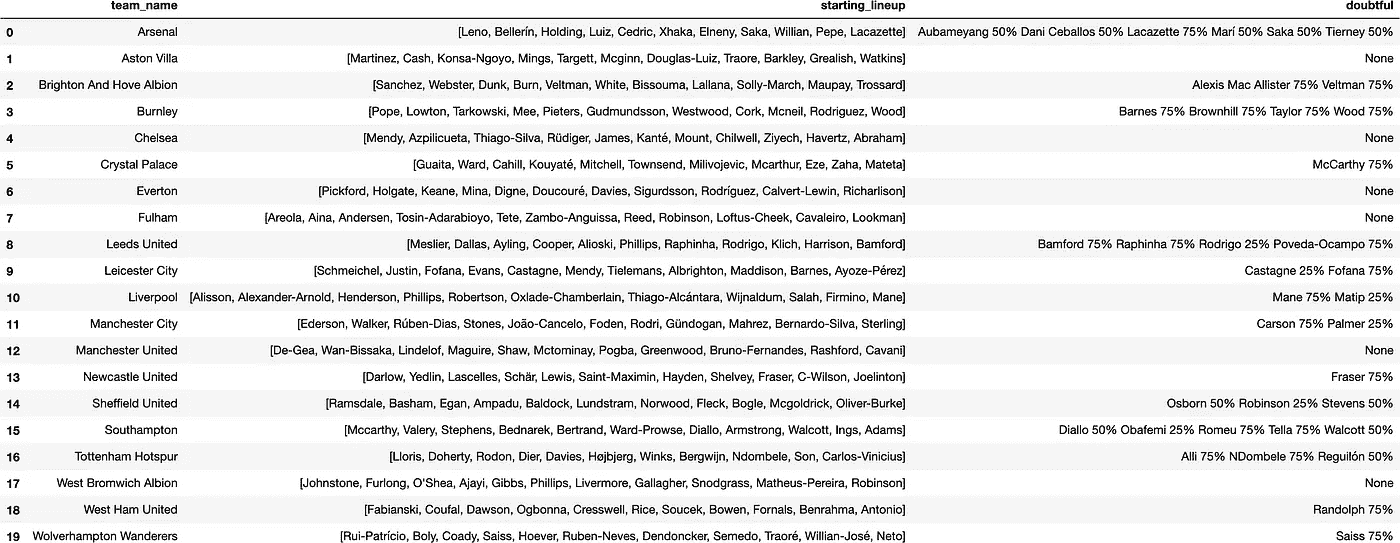 team_name starting_lineup doubtful
0 Arsenal [Leno, Bellerín, Holding, Luiz, Cedric, Xhaka, Elneny, Saka, Willian, Pepe, Lacazette] Aubameyang 50% Dani Ceballos 50% Lacazette 75% Marí 50% Saka 50% Tierney 50%
1 Aston Villa [Martinez, Cash, Konsa-Ngoyo, Mings, Targett, Mcginn, Douglas-Luiz, Traore, Barkley, Grealish, Watkins] None
2 Brighton And Hove Albion [Sanchez, Webster, Dunk, Burn, Veltman, White, Bissouma, Lallana, Solly-March, Maupay, Trossard] Alexis Mac Allister 75% Veltman 75%
3 Burnley [Pope, Lowton, Tarkowski, Mee, Pieters, Gudmundsson, Westwood, Cork, Mcneil, Rodriguez, Wood] Barnes 75% Brownhill 75% Taylor 75% Wood 75%
4 Chelsea [Mendy, Azpilicueta, Thiago-Silva, Rüdiger, James, Kanté, Mount, Chilwell, Ziyech, Havertz, Abraham] None
5 Crystal Palace [Guaita, Ward, Cahill, Kouyaté, Mitchell, Townsend, Milivojevic, Mcarthur, Eze, Zaha, Mateta] McCarthy 75%
6 Everton [Pickford, Holgate, Keane, Mina, Digne, Doucouré, Davies, Sigurdsson, Rodríguez, Calvert-Lewin, Richarlison] None
7 Fulham [Areola, Aina, Andersen, Tosin-Adarabioyo, Tete, Zambo-Anguissa, Reed, Robinson, Loftus-Cheek, Cavaleiro, Lookman] None
8 Leeds United [Meslier, Dallas, Ayling, Cooper, Alioski, Phillips, Raphinha, Rodrigo, Klich, Harrison, Bamford] Bamford 75% Raphinha 75% Rodrigo 25% Poveda-Ocampo 75%
9 Leicester City [Schmeichel, Justin, Fofana, Evans, Castagne, Mendy, Tielemans, Albrighton, Maddison, Barnes, Ayoze-Pérez] Castagne 25% Fofana 75%
10 Liverpool [Alisson, Alexander-Arnold, Henderson, Phillips, Robertson, Oxlade-Chamberlain, Thiago-Alcántara, Wijnaldum, Salah, Firmino, Mane] Mane 75% Matip 25%
11 Manchester City [Ederson, Walker, Rúben-Dias, Stones, João-Cancelo, Foden, Rodri, Gündogan, Mahrez, Bernardo-Silva, Sterling] Carson 75% Palmer 25%
12 Manchester United [De-Gea, Wan-Bissaka, Lindelof, Maguire, Shaw, Mctominay, Pogba, Greenwood, Bruno-Fernandes, Rashford, Cavani] None
13 Newcastle United [Darlow, Yedlin, Lascelles, Schär, Lewis, Saint-Maximin, Hayden, Shelvey, Fraser, C-Wilson, Joelinton] Fraser 75%
14 Sheffield United [Ramsdale, Basham, Egan, Ampadu, Baldock, Lundstram, Norwood, Fleck, Bogle, Mcgoldrick, Oliver-Burke] Osborn 50% Robinson 25% Stevens 50%
15 Southampton [Mccarthy, Valery, Stephens, Bednarek, Bertrand, Ward-Prowse, Diallo, Armstrong, Walcott, Ings, Adams] Diallo 50% Obafemi 25% Romeu 75% Tella 75% Walcott 50%
16 Tottenham Hotspur [Lloris, Doherty, Rodon, Dier, Davies, Højbjerg, Winks, Bergwijn, Ndombele, Son, Carlos-Vinicius] Alli 75% NDombele 75% Reguilón 50%
17 West Bromwich Albion [Johnstone, Furlong, O'Shea, Ajayi, Gibbs, Phillips, Livermore, Gallagher, Snodgrass, Matheus-Pereira, Robinson] None
18 West Ham United [Fabianski, Coufal, Dawson, Ogbonna, Cresswell, Rice, Soucek, Bowen, Fornals, Benrahma, Antonio] Randolph 75%
19 Wolverhampton Wanderers [Rui-Patrício, Boly, Coady, Saiss, Hoever, Ruben-Neves, Dendoncker, Semedo, Traoré, Willian-José, Neto] Saiss 75%